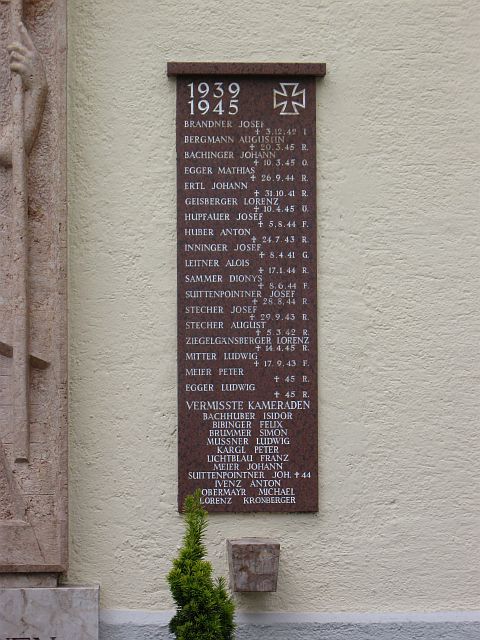 1939
1945
BRANDNER JOSEF
✝ 3.12.42 I
BERGMANN AUGUSTIN
✝ 20.3.45 R.
BACHINGER JOHANN
✝ 10.3.45 Ö.
EGGER MATHIAS
✝ 26.9.44 R.
ERTL JOHANN
✝ 31.10.41 R.
GEISBERGER LORENZ
✝ 10.4.45 Ö.
HUPFAUER JOSEF
✝ 5.8.44 F.
HUBER ANTON
✝ 24.7.43 R.
INNINGER JOSEF
✝ 8.4.41 G.
LEITNER ALOIS
✝ 17.1.44 R.
SAMMER DIONYS
✝ 8.6.44 F.
SUITTENPOINTNER JOSEF
✝ 28.8.44 R.
STECHER JOSEF
✝ 29.9.43 R.
STECHER AUGUST
✝ 5.3.42 R.
ZIEGELGÄNSBERGER LORENZ
✝ 14.4.45 R.
MITTER LUDWIG
✝ 17.9.43 F.
MEIER PETER
✝ 45 R.
EGGER LUDWIG
✝ 45 R.
VERMISSTE KAMERADEN
BACHHUBER ISIDOR
BIBINGER FELIX
BRUMMER SIMON
MUSSNER LUDWIG
KARGL PETER
LICHTBLAU FRANZ
MEIER JOHANN
SUITTENPOINTNER JOH. ✝ 44
IVENZ ANTON
OBERMAYR MICHAEL
LORENZ KRONBERGER